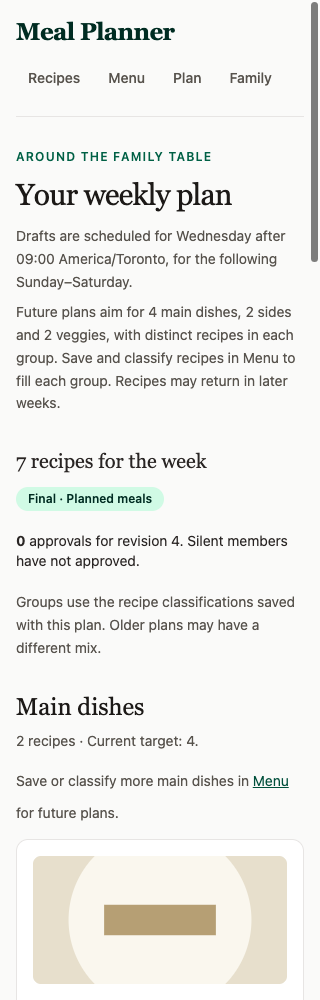 Meal Planner
Recipes Menu Plan Family
AROUND THE FAMILY TABLE
Your weekly plan
Drafts are scheduled for Wednesday after
09:00 America/Toronto, for the following
Sunday–Saturday.
Future plans aim for 4 main dishes, 2 sides
and 2 veggies, with distinct recipes in each
group. Save and classify recipes in Menu to
fill each group. Recipes may return in later
weeks.
7 recipes for the week
Final · Planned meals
0 approvals for revision 4. Silent members
have not approved.
Groups use the recipe classifications saved
with this plan. Older plans may have a
different mix.
Main dishes
2 recipes · Current target: 4.
Save or classify more main dishes in Menu
for future plans.